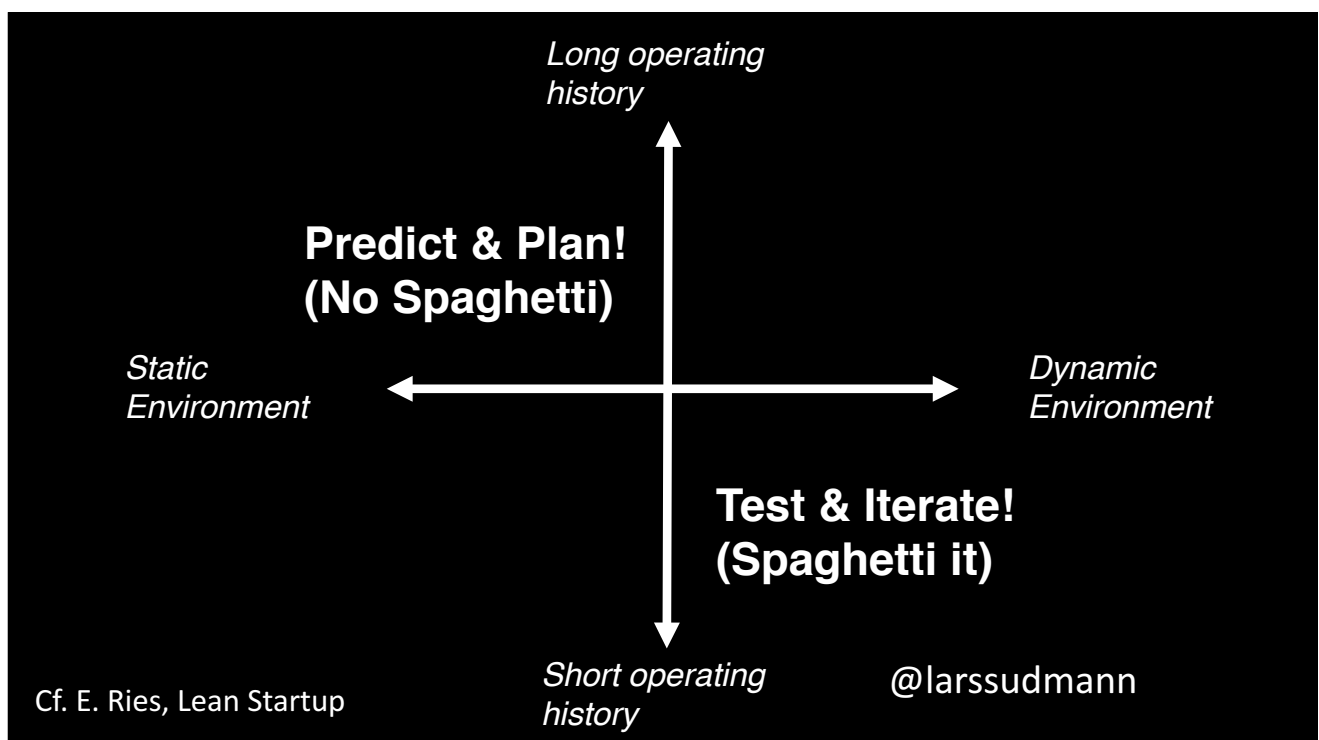 Long operating
history
Predict & Plan!
(No Spaghetti)
Static
Environment
Dynamic
Environment
Test & Iterate!
(Spaghetti it)
Short operating
history
@larssudmann
Cf. E. Ries, Lean Startup